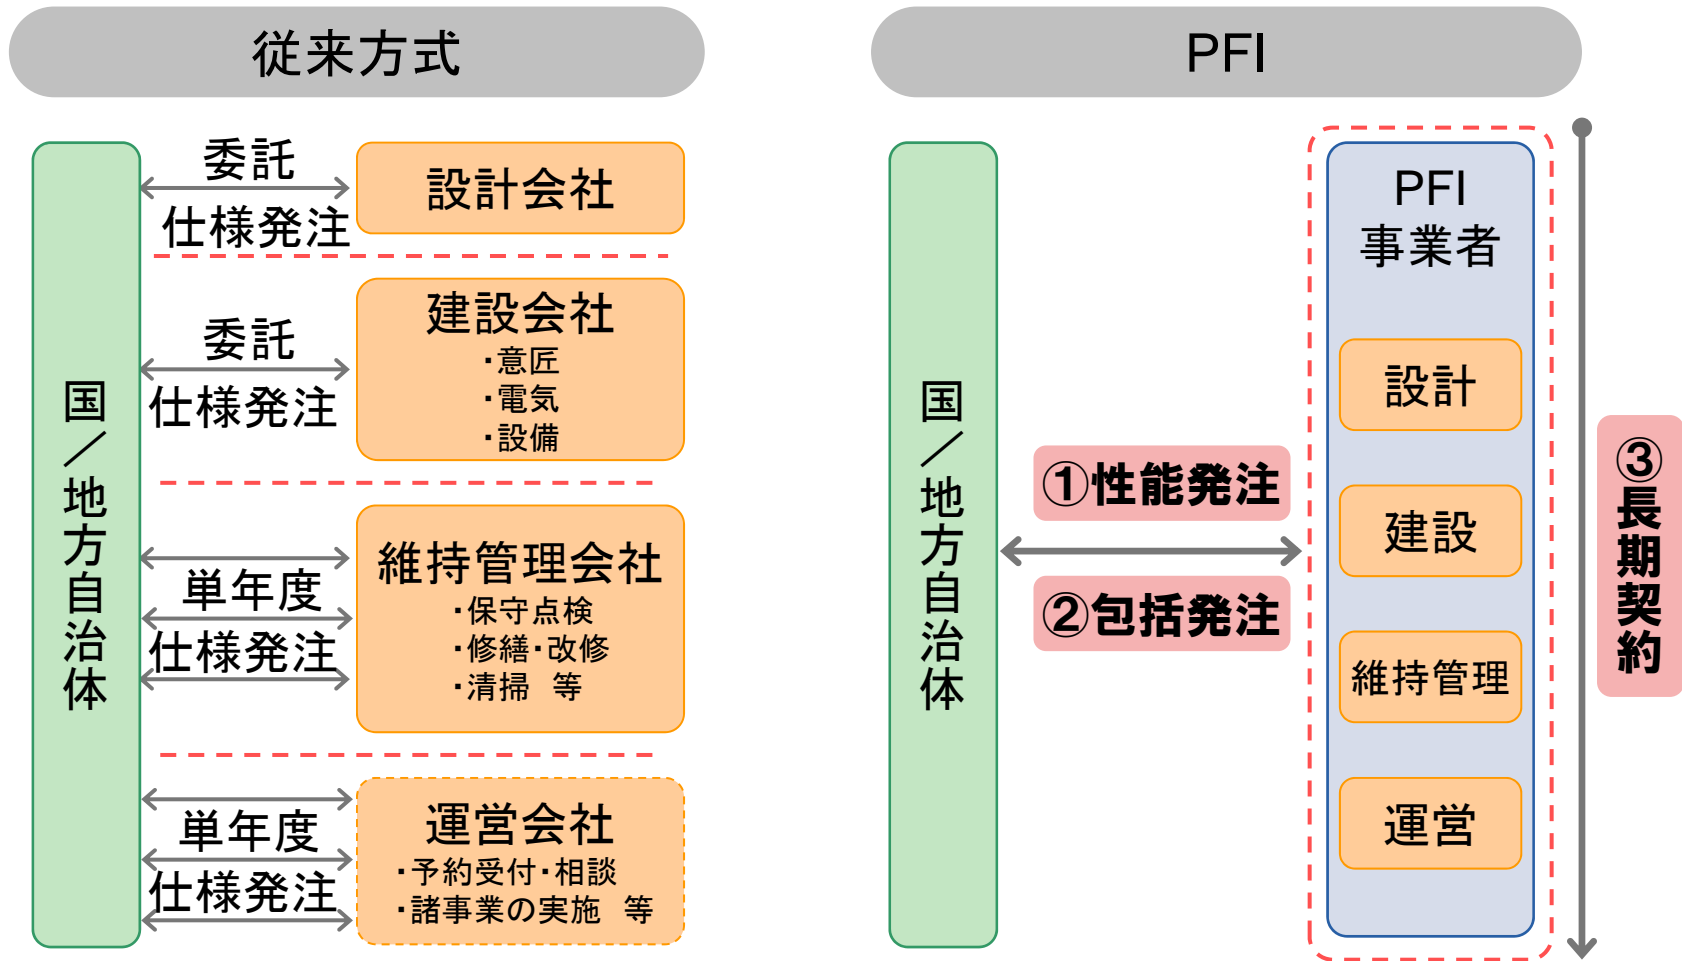 従来方式
国／地方自治体
委託
仕様発注
設計会社
委託
仕様発注
建設会社
・意匠
・電気
・設備
単年度
仕様発注
維持管理会社
・保守点検
・修繕・改修
・清掃　等
単年度
仕様発注
運営会社
・予約受付・相談
・諸事業の実施　等
PFI
国／地方自治体
①性能発注
②包括発注
PFI
事業者
設計
建設
維持管理
運営
③長期契約